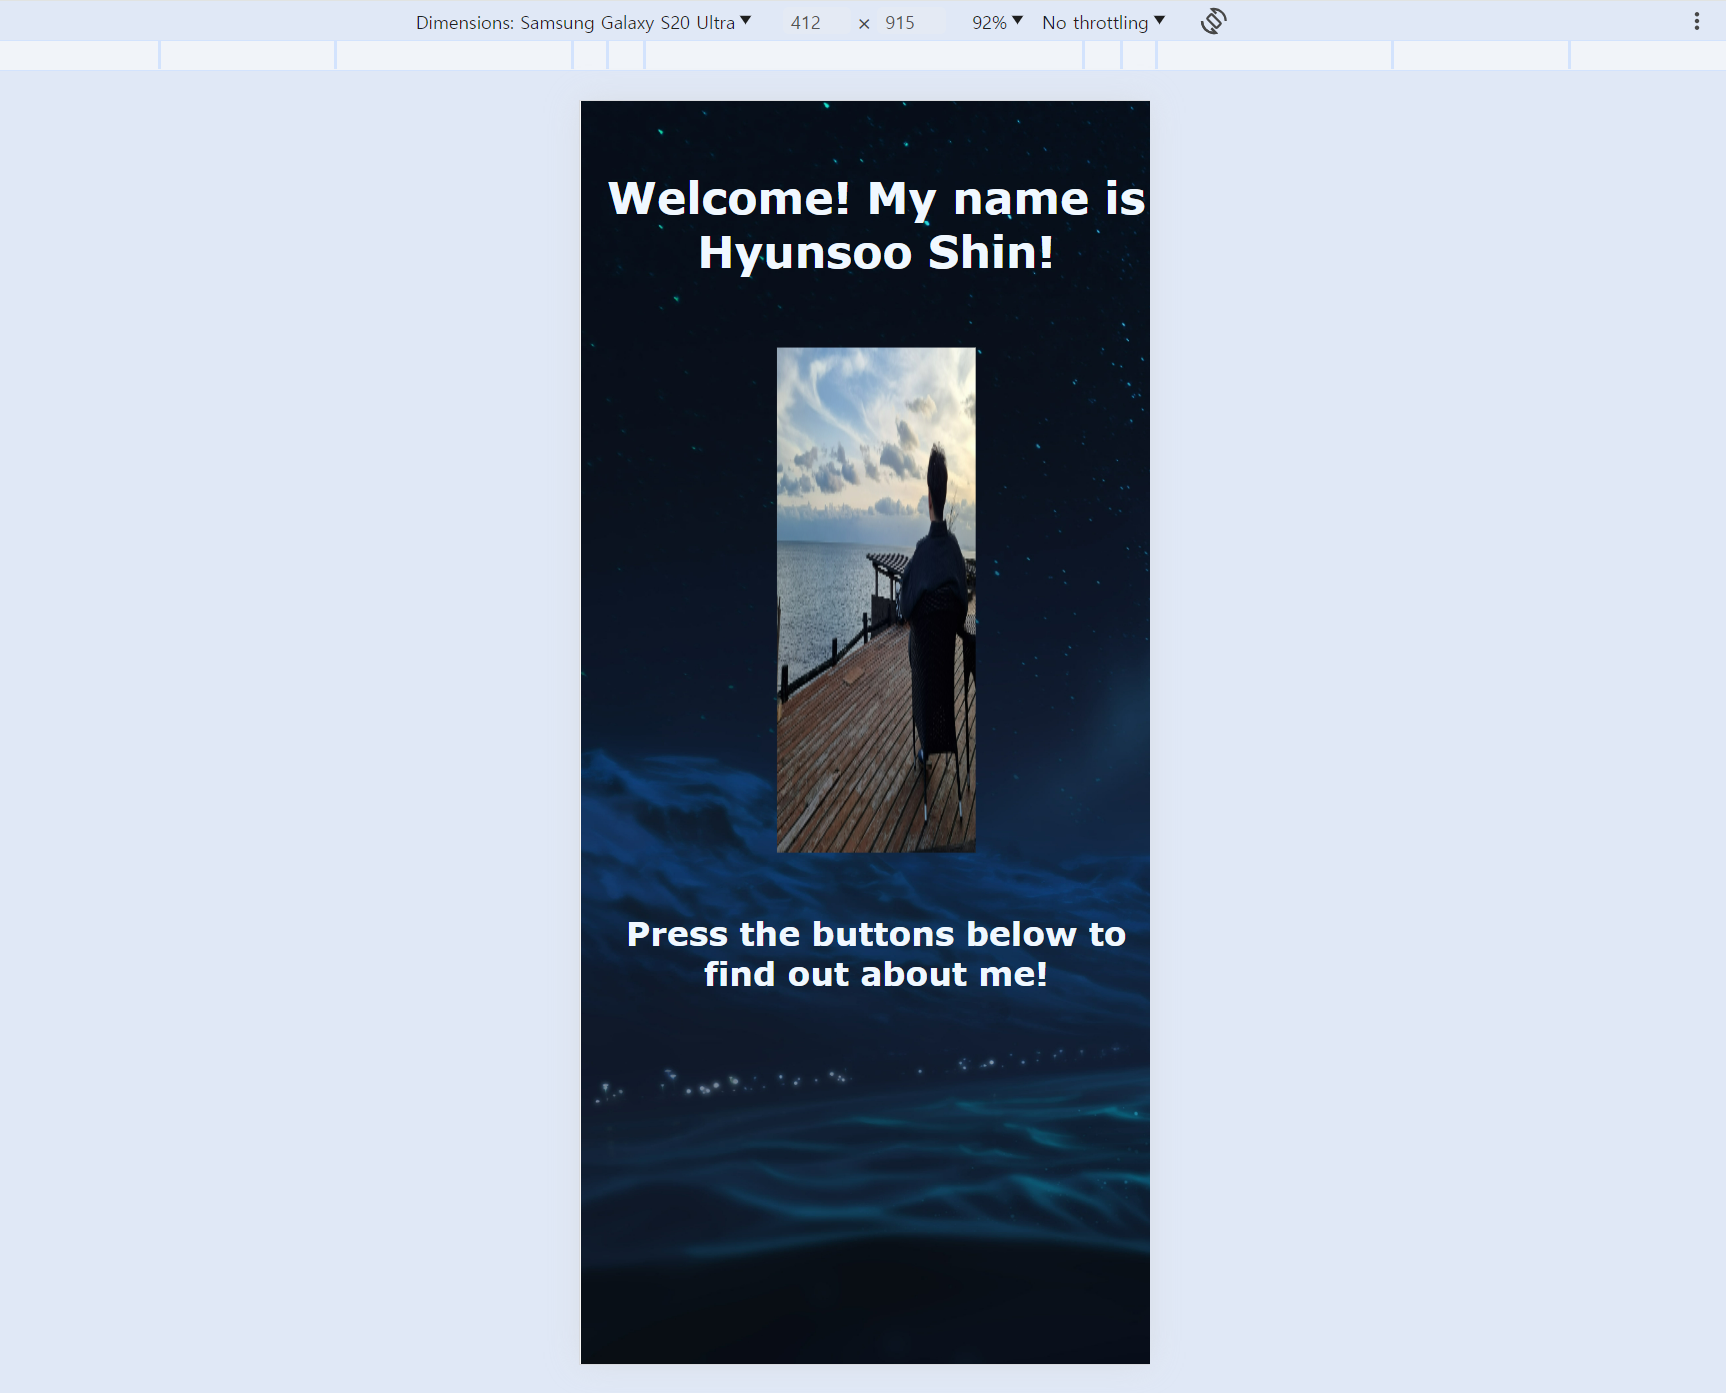 Dimensions: Samsung Galaxy S20 Ultra 412 × 915 92% No throttling
Welcome! My name is
Hyunsoo Shin!
Press the buttons below to
find out about me!